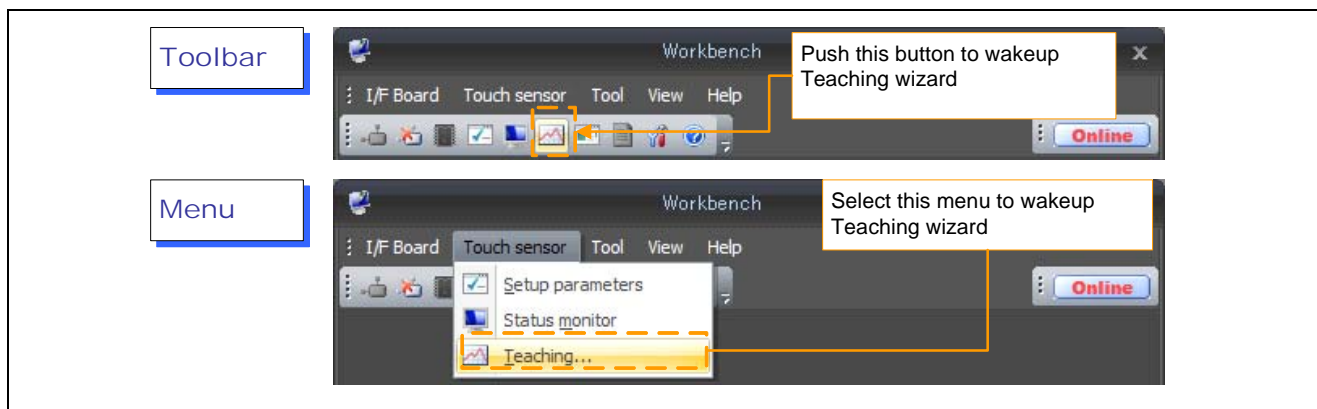 Toolbar
Workbench
Push this button to wakeup
Teaching wizard
x
I/F Board Touch sensor Tool View Help
Online
Menu
Workbench
Select this menu to wakeup
Teaching wizard
I/F Board Touch sensor Tool View Help
Setup parameters
Online
Status monitor
Teaching...